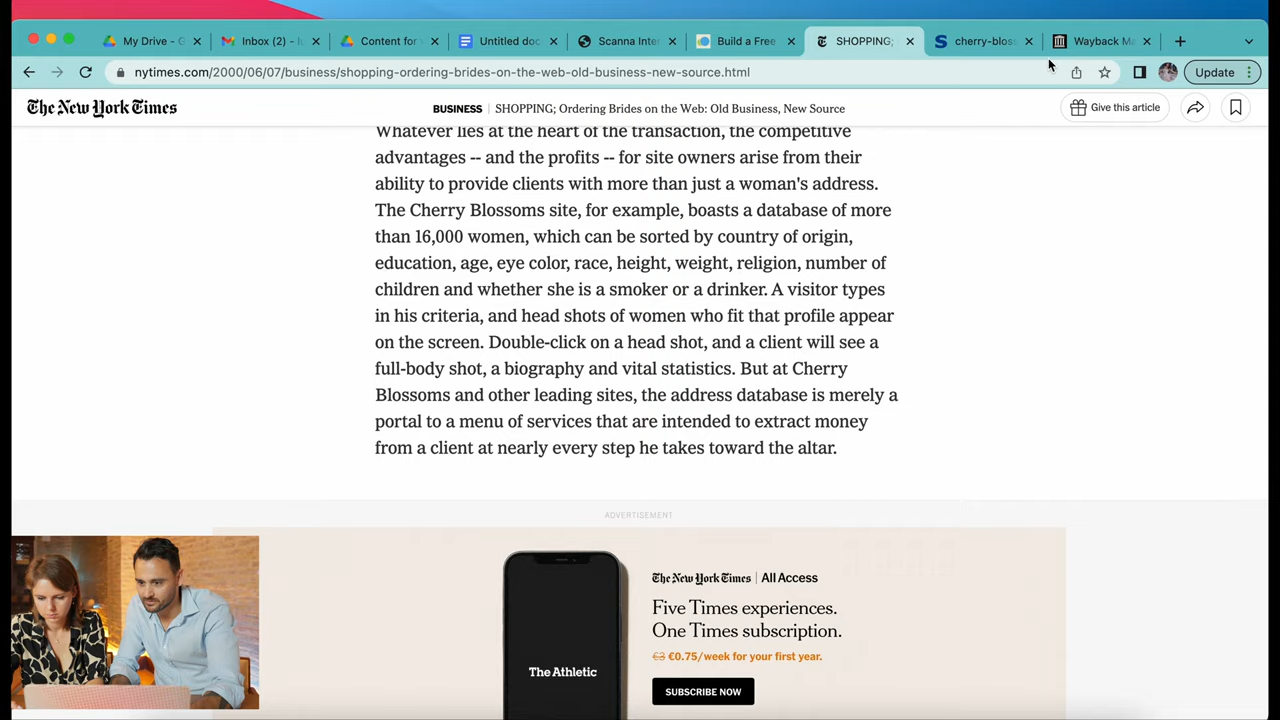 My Drive - G
Inbox (2) - lu
Content for
Untitled doc
Scanna Inte
Build a Free
SHOPPING;
cherry-bloss
Wayback Ma
nytimes.com/2000/06/07/business/shopping-ordering-brides-on-the-web-old-business-new-source.html
Update
The New York Times
BUSINESS | SHOPPING; Ordering Brides on the Web: Old Business, New Source
Give this article
Whatever lies at the heart of the transaction, the competitive
advantages -- and the profits -- for site owners arise from their
ability to provide clients with more than just a woman's address.
The Cherry Blossoms site, for example, boasts a database of more
than 16,000 women, which can be sorted by country of origin,
education, age, eye color, race, height, weight, religion, number of
children and whether she is a smoker or a drinker. A visitor types
in his criteria, and head shots of women who fit that profile appear
on the screen. Double-click on a head shot, and a client will see a
full-body shot, a biography and vital statistics. But at Cherry
Blossoms and other leading sites, the address database is merely a
portal to a menu of services that are intended to extract money
from a client at nearly every step he takes toward the altar.
ADVERTISEMENT
The New York Times | All Access
Five Times experiences.
One Times subscription.
€3 €0.75/week for your first year.
The Athletic
SUBSCRIBE NOW